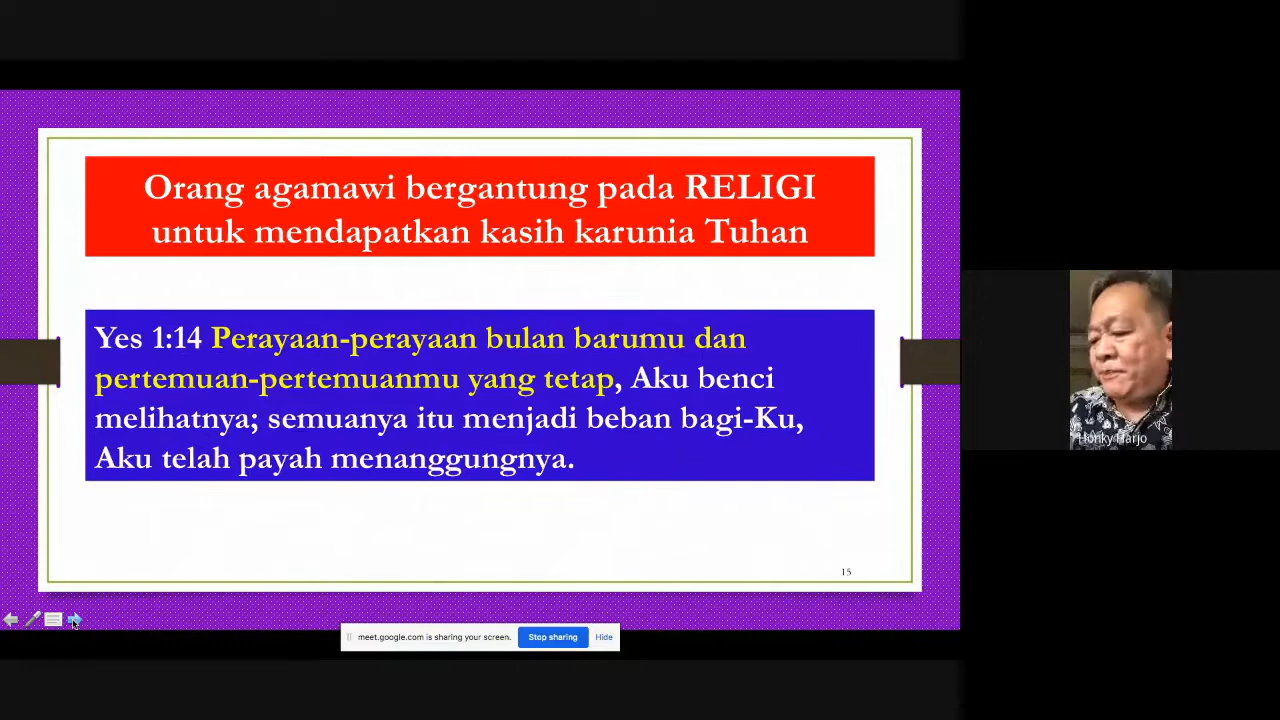 Orang agamawi bergantung pada RELIGI
untuk mendapatkan kasih karunia Tuhan
Yes 1:14 Perayaan-perayaan bulan barumu dan
pertemuan-pertemuanmu yang tetap, Aku benci
melihatnya; semuanya itu menjadi beban bagi-Ku,
Aku telah payah menanggungnya.
15
Honky Harjo
meet.google.com is sharing your screen. Stop sharing Hide